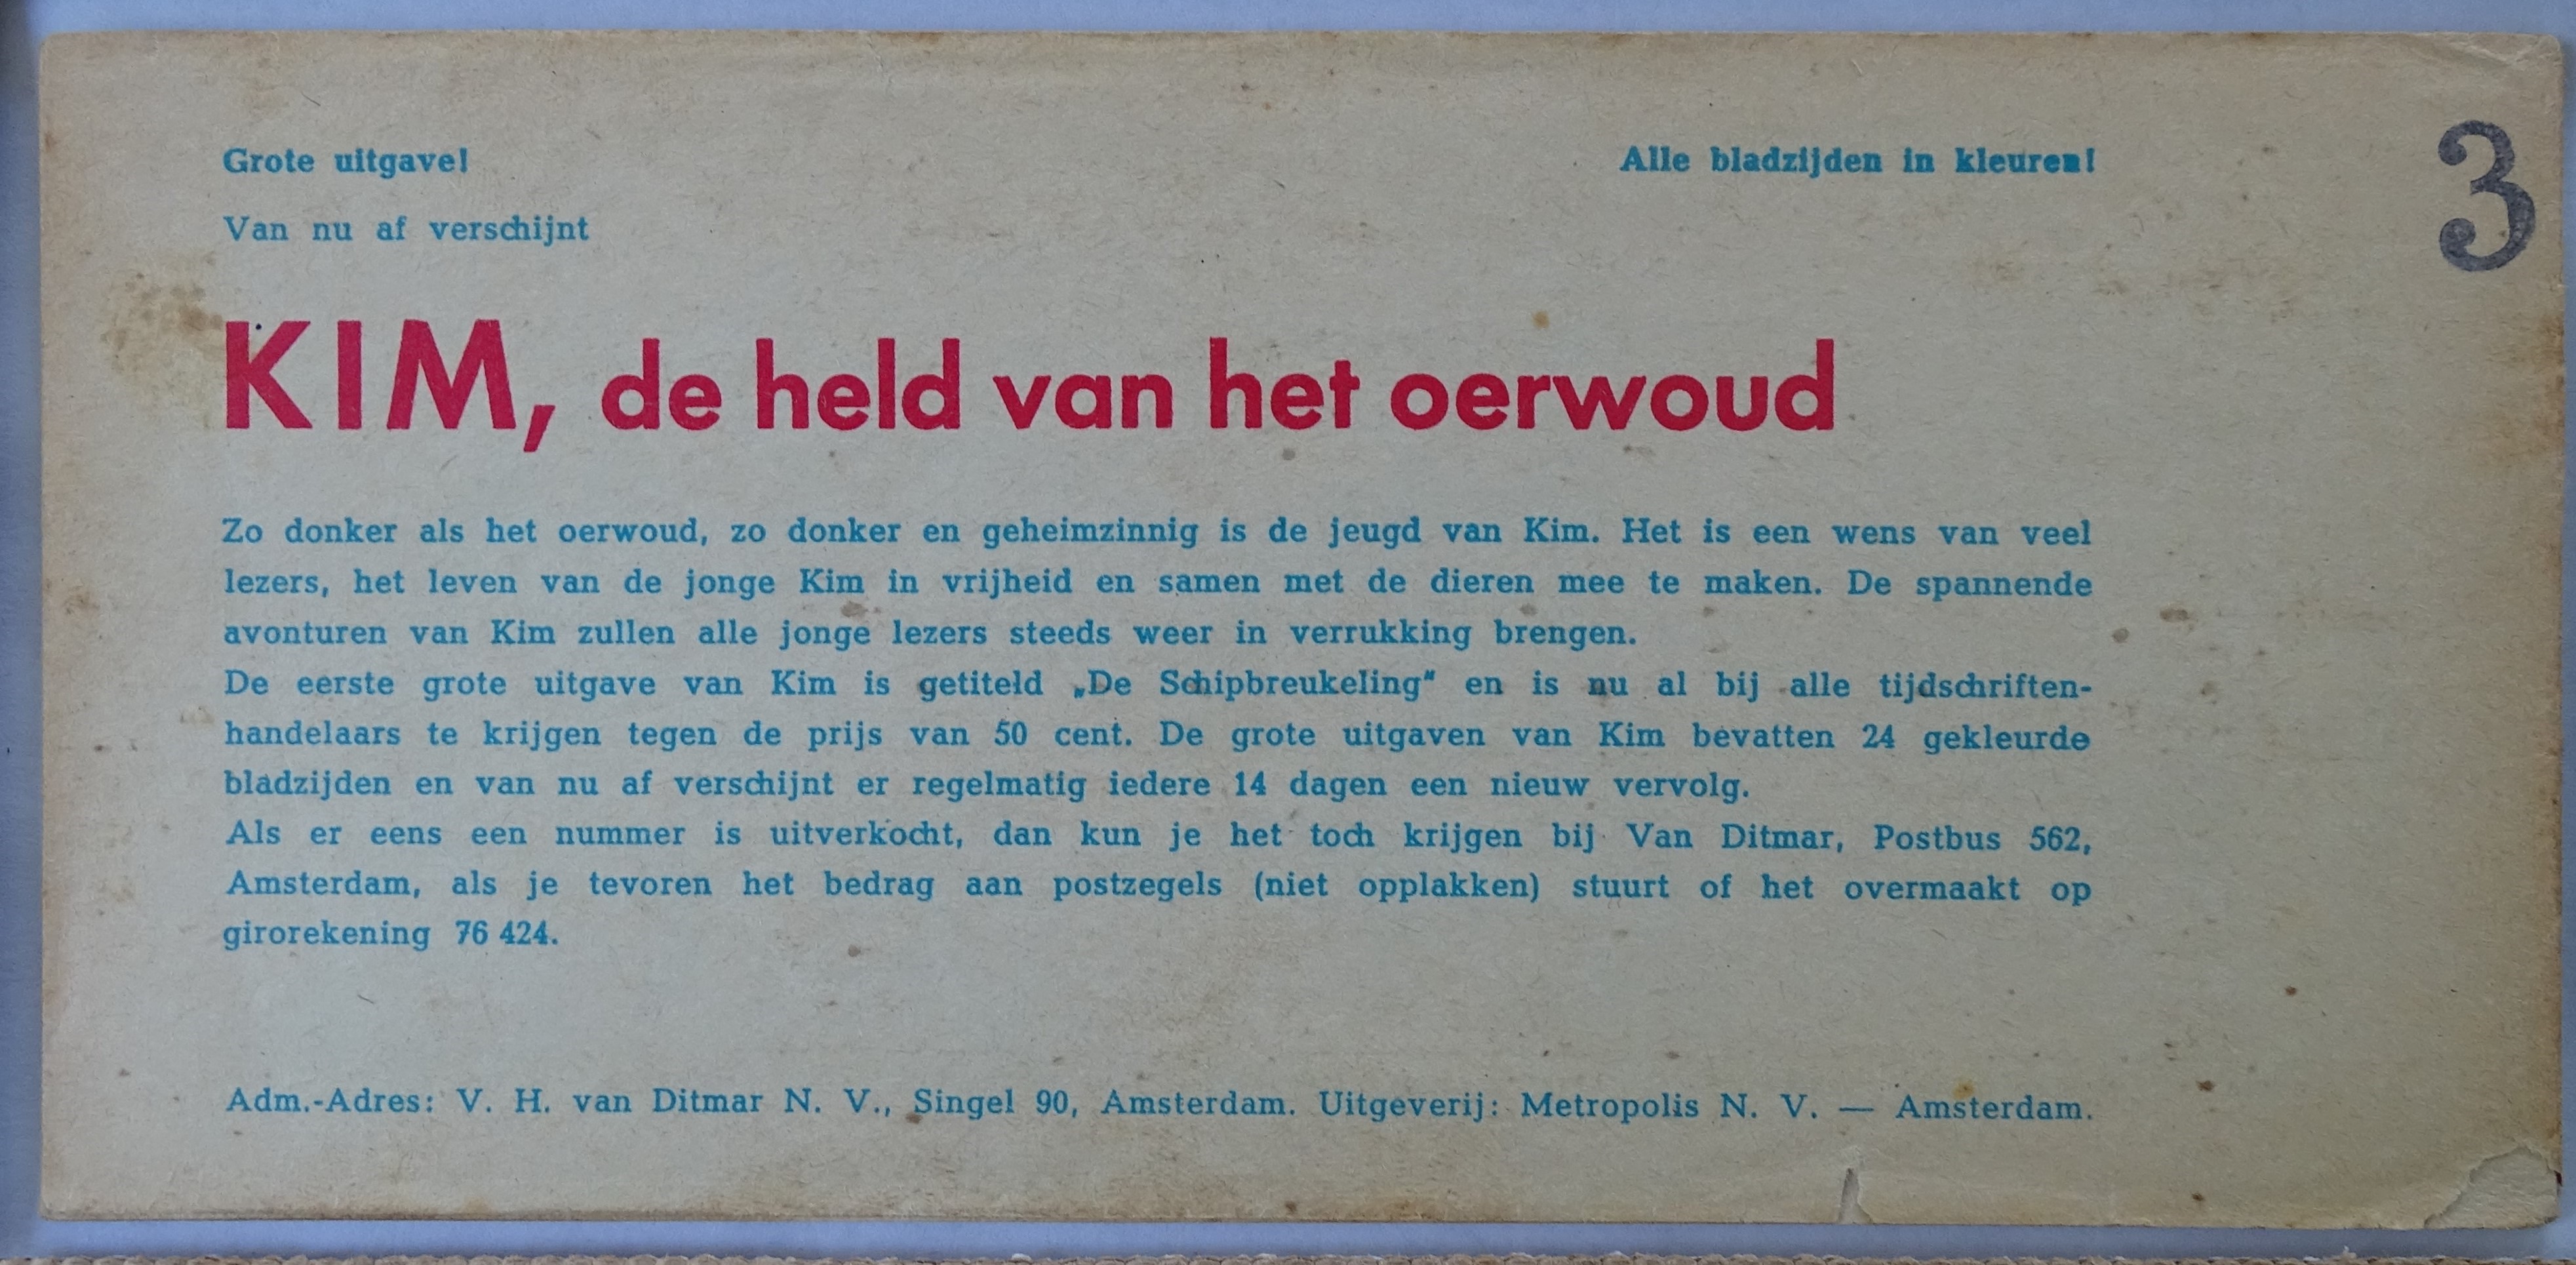 Grote uitgave! Alle bladzijden in kleuren!
3
Van nu af verschijnt
KIM, de held van het oerwoud
Zo donker als het oerwoud, zo donker en geheimzinnig is de jeugd van Kim. Het is een wens van veel
lezers, het leven van de jonge Kim in vrijheid en samen met de dieren mee te maken. De spannende
avonturen van Kim zullen alle jonge lezers steeds weer in verrukking brengen.
De eerste grote uitgave van Kim is getiteld „De Schipbreukeling" en is nu al bij alle tijdschriften-
handelaars te krijgen tegen de prijs van 50 cent. De grote uitgaven van Kim bevatten 24 gekleurde
bladzijden en van nu af verschijnt er regelmatig iedere 14 dagen een nieuw vervolg.
Als er eens een nummer is uitverkocht, dan kun je het toch krijgen bij Van Ditmar, Postbus 562,
Amsterdam, als je tevoren het bedrag aan postzegels (niet opplakken) stuurt of het overmaakt op
girorekening 76 424.
Adm.-Adres: V. H. van Ditmar N. V., Singel 90, Amsterdam. Uitgeverij: Metropolis N. V. — Amsterdam.